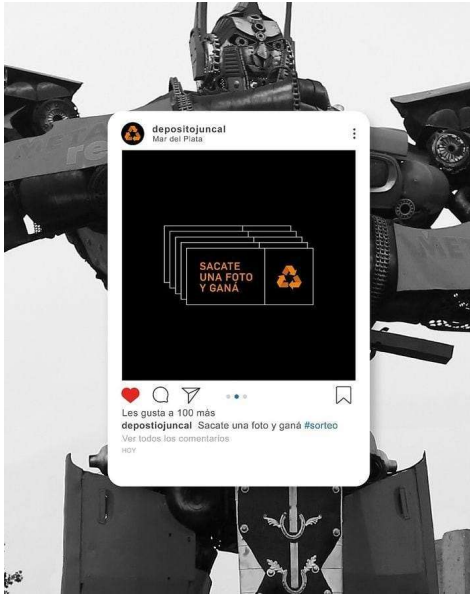 depositojuncal
Mar del Plata
SACATE
UNA FOTO
Y GANÁ
Les gusta a 100 más
depostiojuncal Sacate una foto y ganá #sorteo
Ver todos los comentarios
HOY